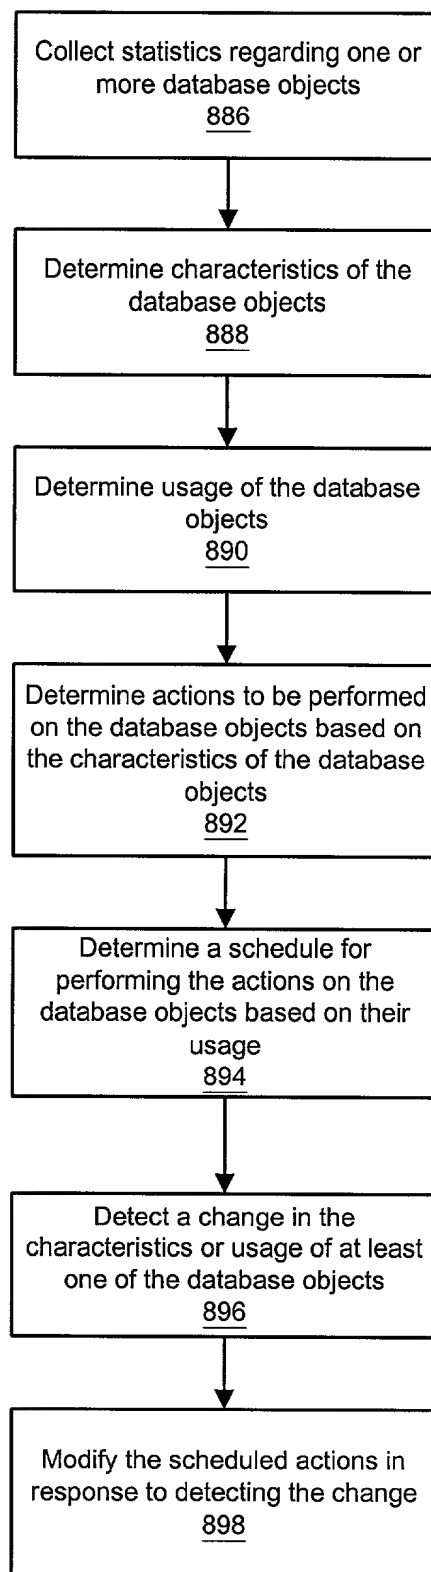 Collect statistics regarding one or
more database objects
886
Determine characteristics of the
database objects
888
Determine usage of the database
objects
890
Determine actions to be performed
on the database objects based on
the characteristics of the database
objects
892
Determine a schedule for
performing the actions on the
database objects based on their
usage
894
Detect a change in the
characteristics or usage of at least
one of the database objects
896
Modify the scheduled actions in
response to detecting the change
898